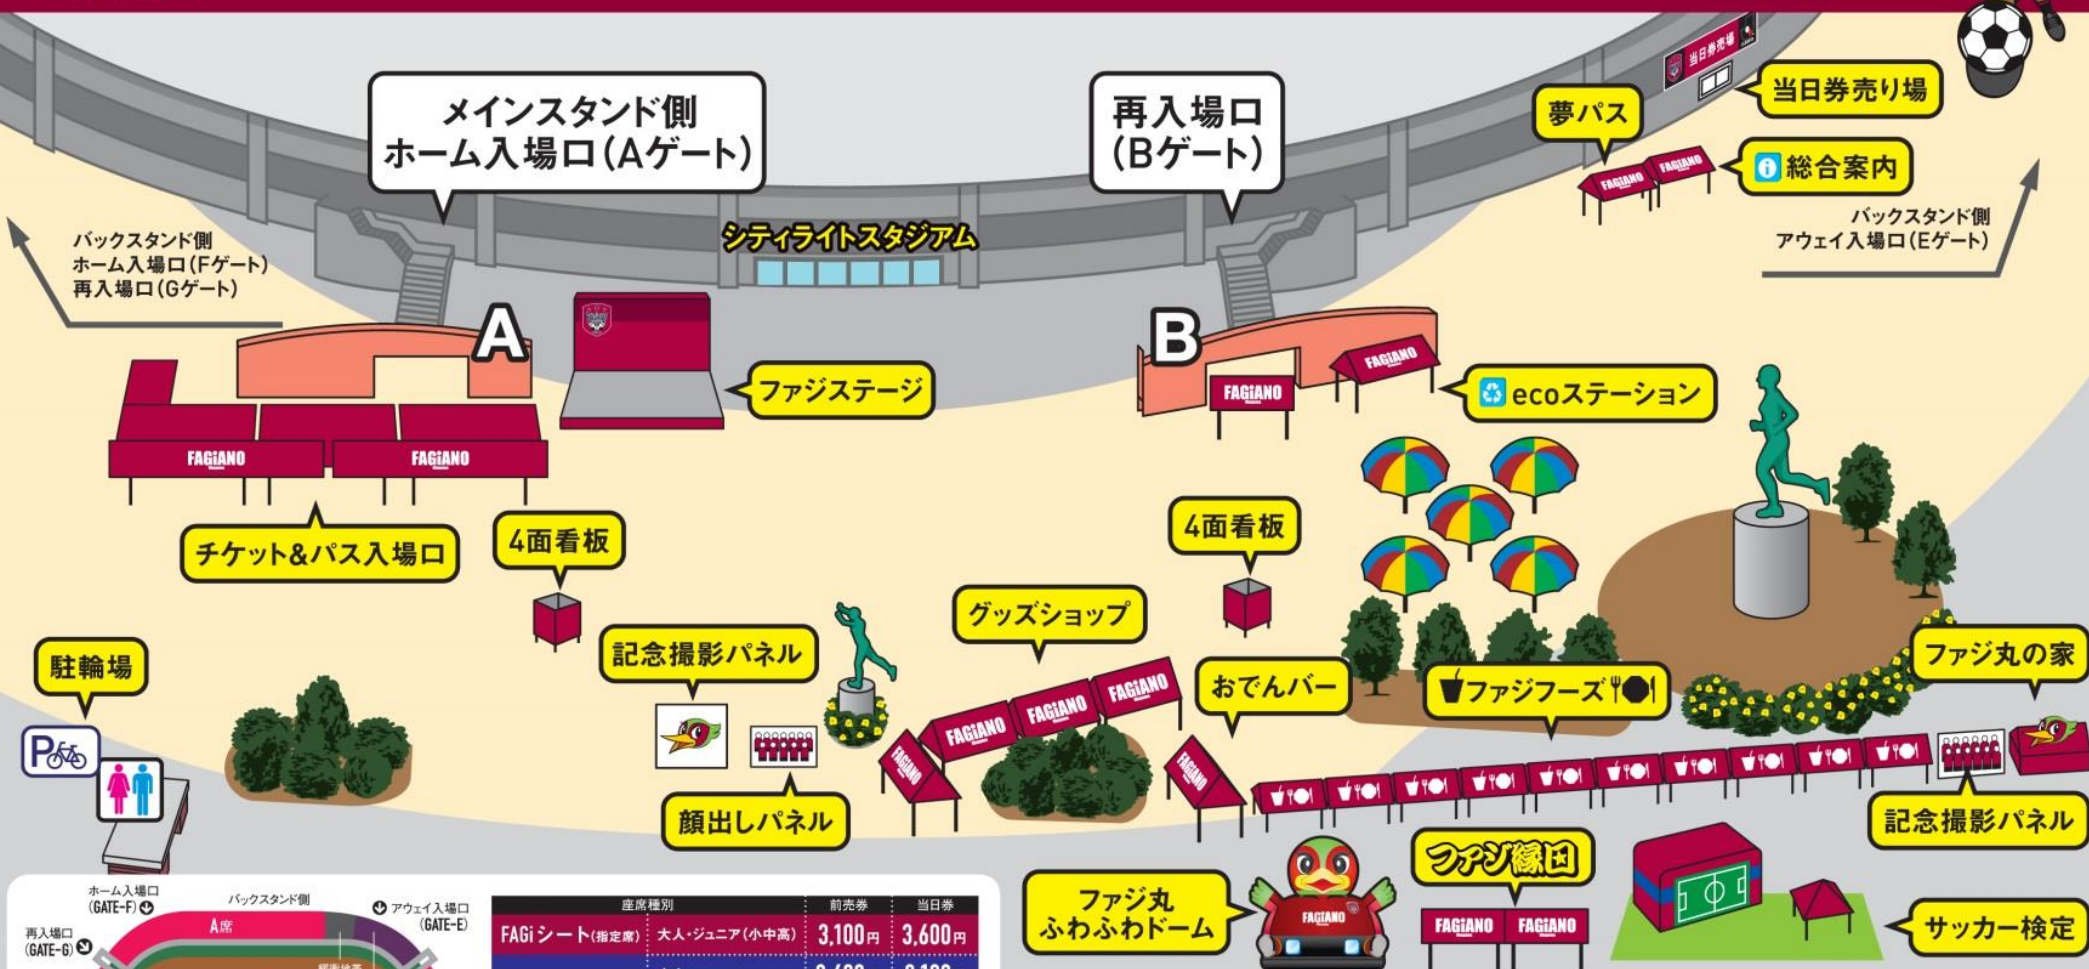 当日券売場
当日券売り場
メインスタンド側
ホーム入場口(Aゲート)
再入場口
(Bゲート)
夢パス
FAGiANO
FAGiANO
総合案内
バックスタンド側
ホーム入場口(Fゲート)
再入場口(Gゲート)
シティライトスタジアム
バックスタンド側
アウェイ入場口(Eゲート)
A
B
ファジステージ
FAGiANO
FAGiANO
ecoステーション
FAGiANO
FAGiANO
チケット&パス入場口
4面看板
4面看板
グッズショップ
駐輪場
記念撮影パネル
おでんバー
ファジフーズ
ファジ丸の家
FAGiANO
FAGiANO
FAGiANO
FAGiANO
FAGiANO
P
顔出しパネル
記念撮影パネル
ファジ丸
ふわふわドーム
FAGiANO
ファジ縁日
FAGiANO
FAGiANO
サッカー検定
ホーム入場口
(GATE-F)
バックスタンド側
アウェイ入場口
(GATE-E)
再入場口
(GATE-G)
A席
座席種別 前売券 当日券
FAGiシート(指定席) 大人・ジュニア(小中高) 3,100円 3,600円